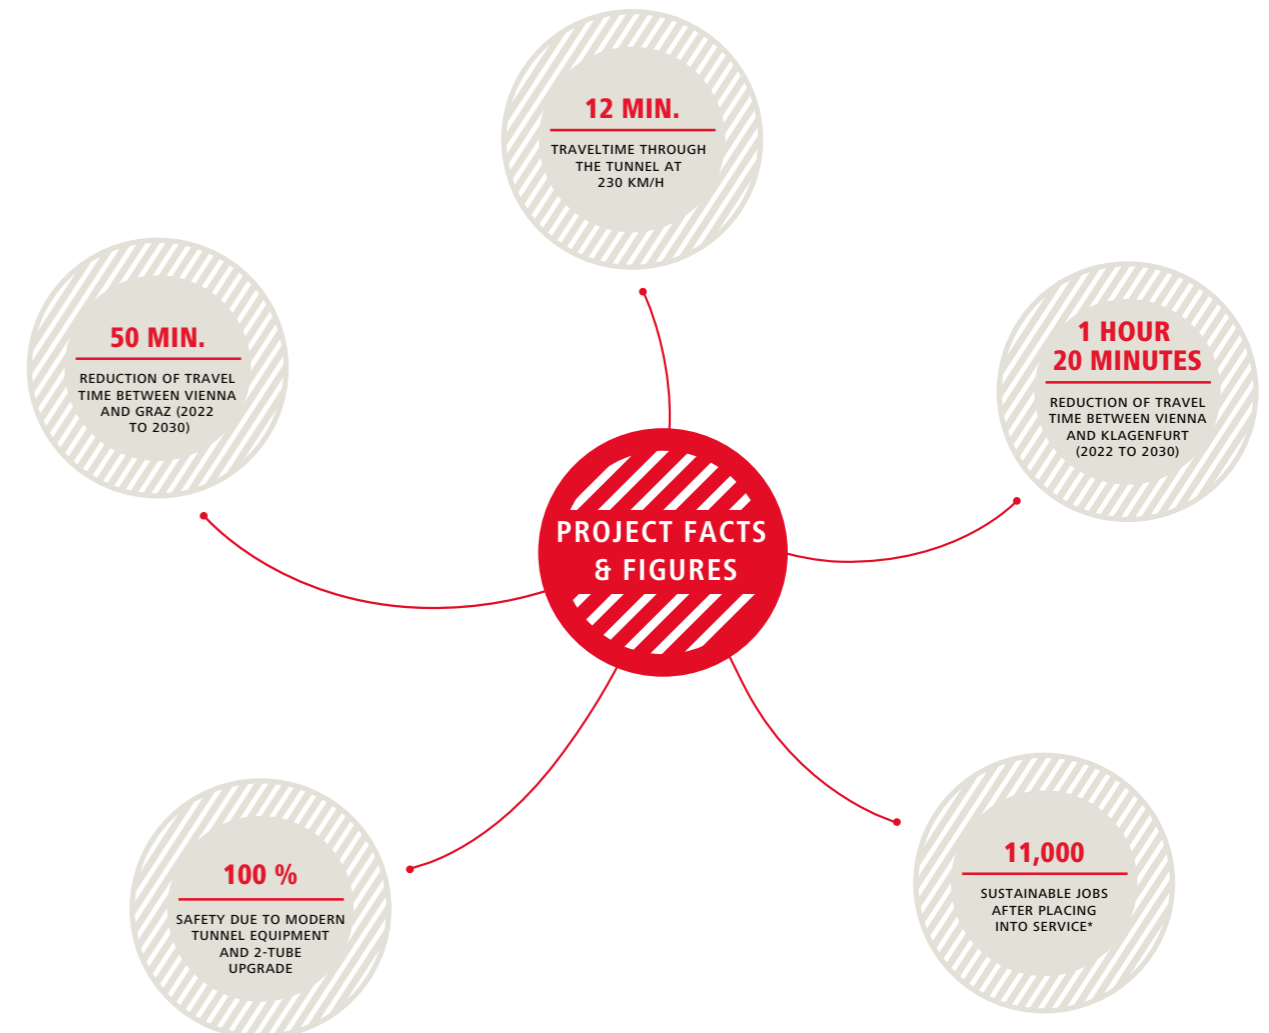 12 MIN.
TRAVELTIME THROUGH
THE TUNNEL AT
230 KM/H
50 MIN.
REDUCTION OF TRAVEL
TIME BETWEEN VIENNA
AND GRAZ (2022
TO 2030)
1 HOUR
20 MINUTES
REDUCTION OF TRAVEL
TIME BETWEEN VIENNA
AND KLAGENFURT
(2022 TO 2030)
PROJECT FACTS
& FIGURES
100 %
SAFETY DUE TO MODERN
TUNNEL EQUIPMENT
AND 2-TUBE
UPGRADE
11,000
SUSTAINABLE JOBS
AFTER PLACING
INTO SERVICE*